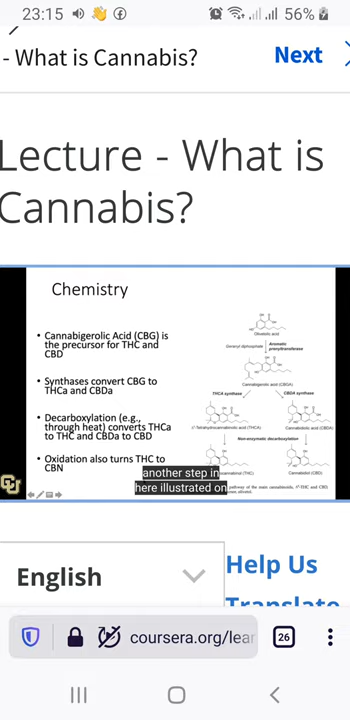 23:15
56%
- What is Cannabis?
Next
Lecture - What is
Cannabis?
Chemistry
• Cannabigerolic Acid (CBG) is
the precursor for THC and
CBD
• Synthases convert CBG to
THCa and CBDa
• Decarboxylation (e.g.,
through heat) converts THCa
to THC and CBDa to CBD
• Oxidation also turns THC to
CBN
Olivetolic acid
Geranyl diphosphate
Aromatic
prenyltransferase
Cannabigerolic acid (CBGA)
THCA synthase
CBDA synthase
Cannabidiolic acid (CBDA)
Non-enzymatic decarboxylation
Cannabidiol (CBD)
another step in
here illustrated on
CU
English
Help Us
Translate
coursera.org/lear
26